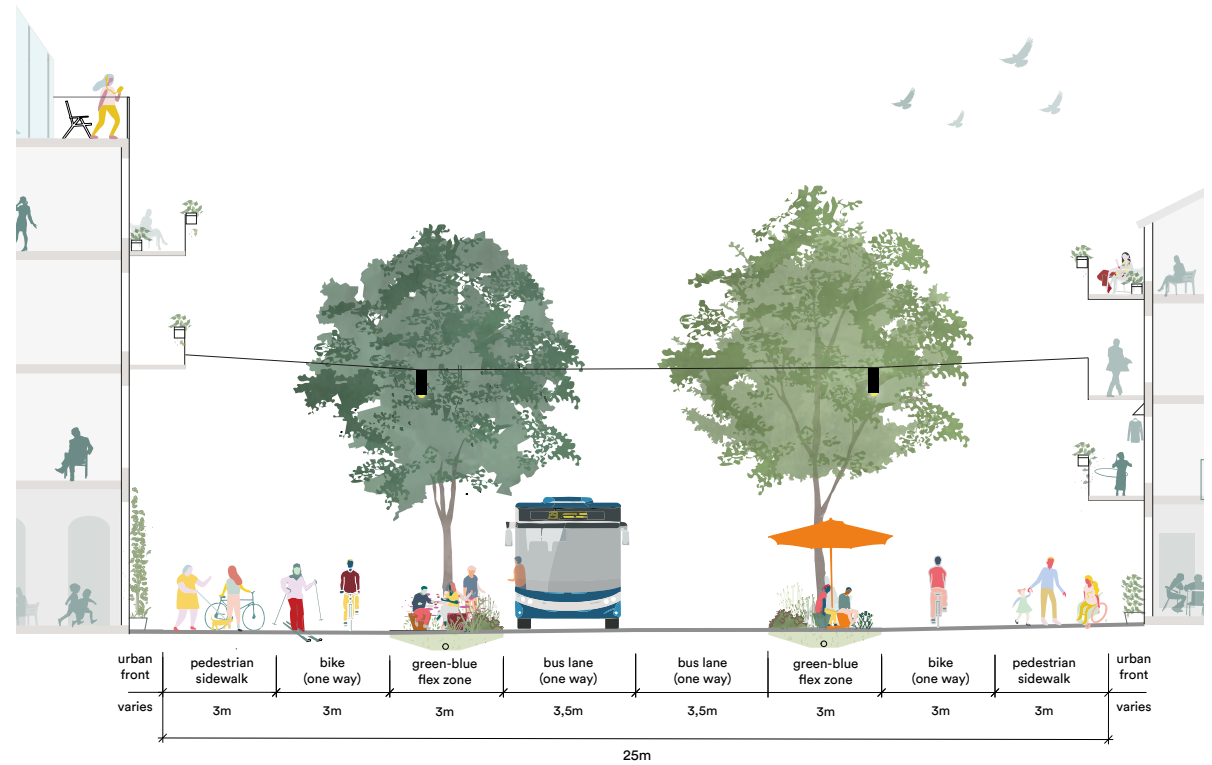 urban
front
pedestrian
sidewalk
bike
(one way)
green-blue
flex zone
bus lane
(one way)
bus lane
(one way)
green-blue
flex zone
bike
(one way)
pedestrian
sidewalk
urban
front
varies
3m
3m
3m
3,5m
3,5m
3m
3m
3m
varies
25m